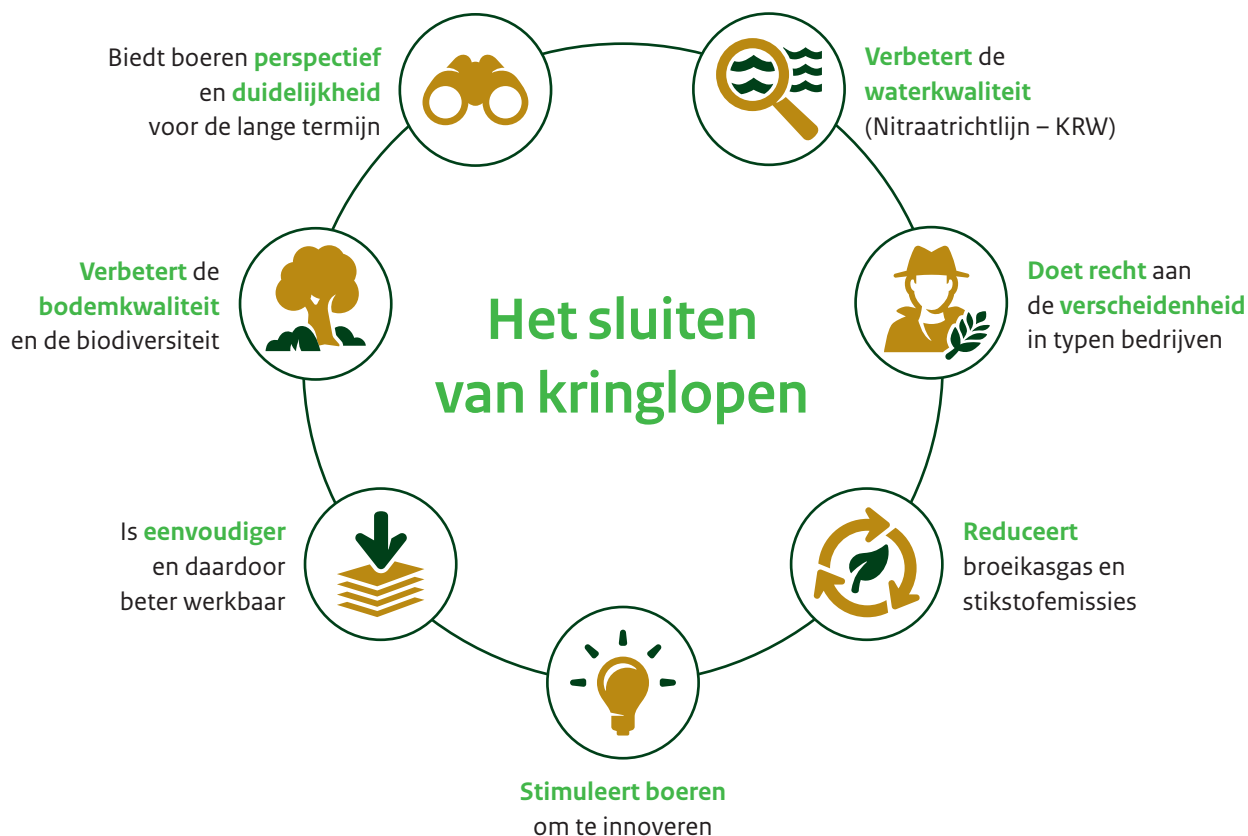 Biedt boeren perspectief
en duidelijkheid
voor de lange termijn
Verbetert de
waterkwaliteit
(Nitraatrichtlijn – KRW)
Verbetert de
bodemkwaliteit
en de biodiversiteit
Het sluiten
van kringlopen
Doet recht aan
de verscheidenheid
in typen bedrijven
Is eenvoudiger
en daardoor
beter werkbaar
Reduceert
broeikasgas en
stikstofemissies
Stimuleert boeren
om te innoveren